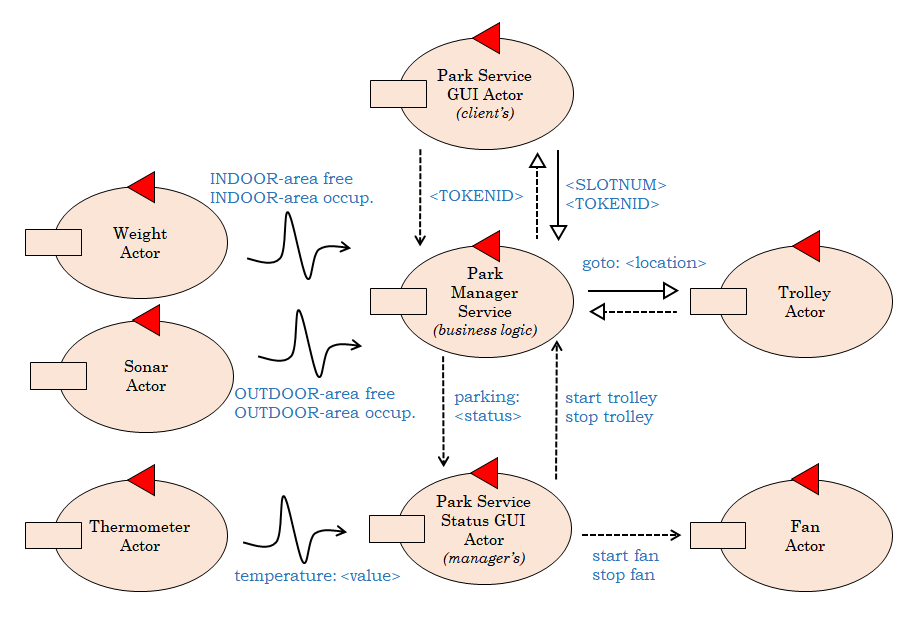 Park Service
GUI Actor
(client's)
INDOOR-area free
INDOOR-area occup.
<TOKENID>
<SLOTNUM>
<TOKENID>
Weight
Actor
Park
Manager
Service
(business logic)
goto: <location>
Trolley
Actor
Sonar
Actor
OUTDOOR-area free
OUTDOOR-area occup.
parking:
<status>
start trolley
stop trolley
Thermometer
Actor
temperature: <value>
Park Service
Status GUI
Actor
(manager's)
start fan
stop fan
Fan
Actor